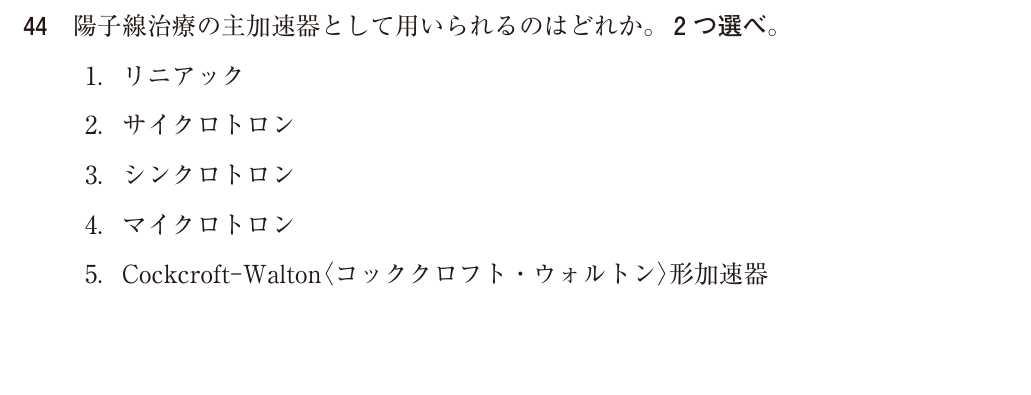 44 陽子線治療の主加速器として用いられるのはどれか。2つ選べ。
1. リニアック
2. サイクロトロン
3. シンクロトロン
4. マイクロトロン
5. Cockcroft-Walton〈コッククロフト・ウォルトン〉形加速器